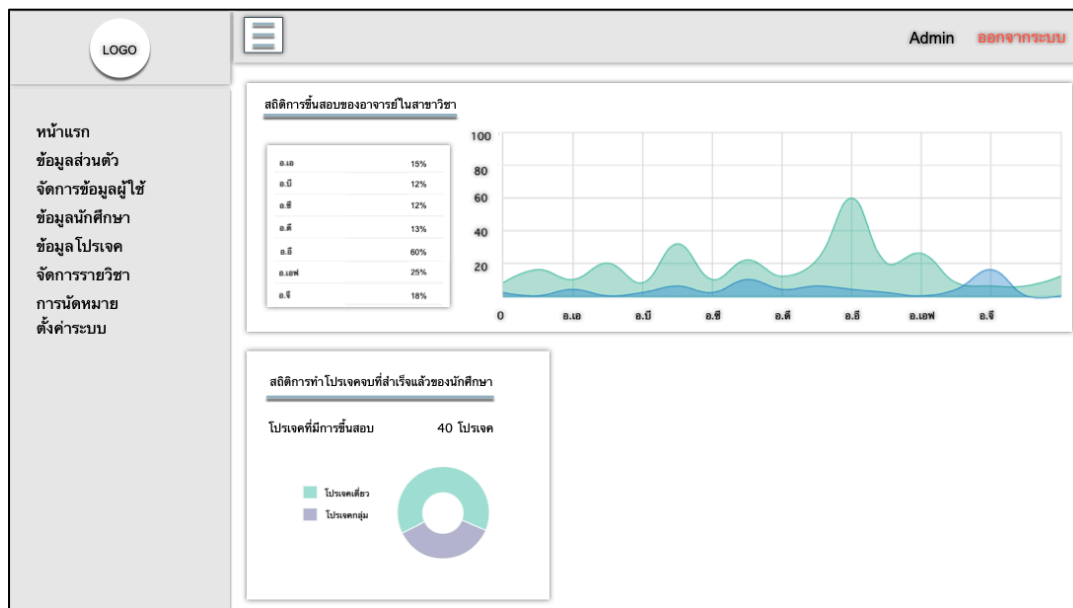 LOGO
Admin ออกจากระบบ
หน้าแรก
ข้อมูลส่วนตัว
จัดการข้อมูลผู้ใช้
ข้อมูลนักศึกษา
ข้อมูลโปรเจค
จัดการรายวิชา
การนัดหมาย
ตั้งค่าระบบ
สถิติการขึ้นสอบของอาจารย์ในสาขาวิชา
อ.เอ 15%
อ.บี 12%
อ.ซี 12%
อ.ดี 13%
อ.อี 60%
อ.เอฟ 25%
อ.จี 18%
100
80
60
40
20
0 อ.เอ อ.บี อ.ซี อ.ดี อ.อี อ.เอฟ อ.จี
สถิติการทำโปรเจคจบที่สำเร็จแล้วของนักศึกษา
โปรเจคที่มีการขึ้นสอบ 40 โปรเจค
โปรเจคเดี่ยว
โปรเจคกลุ่ม